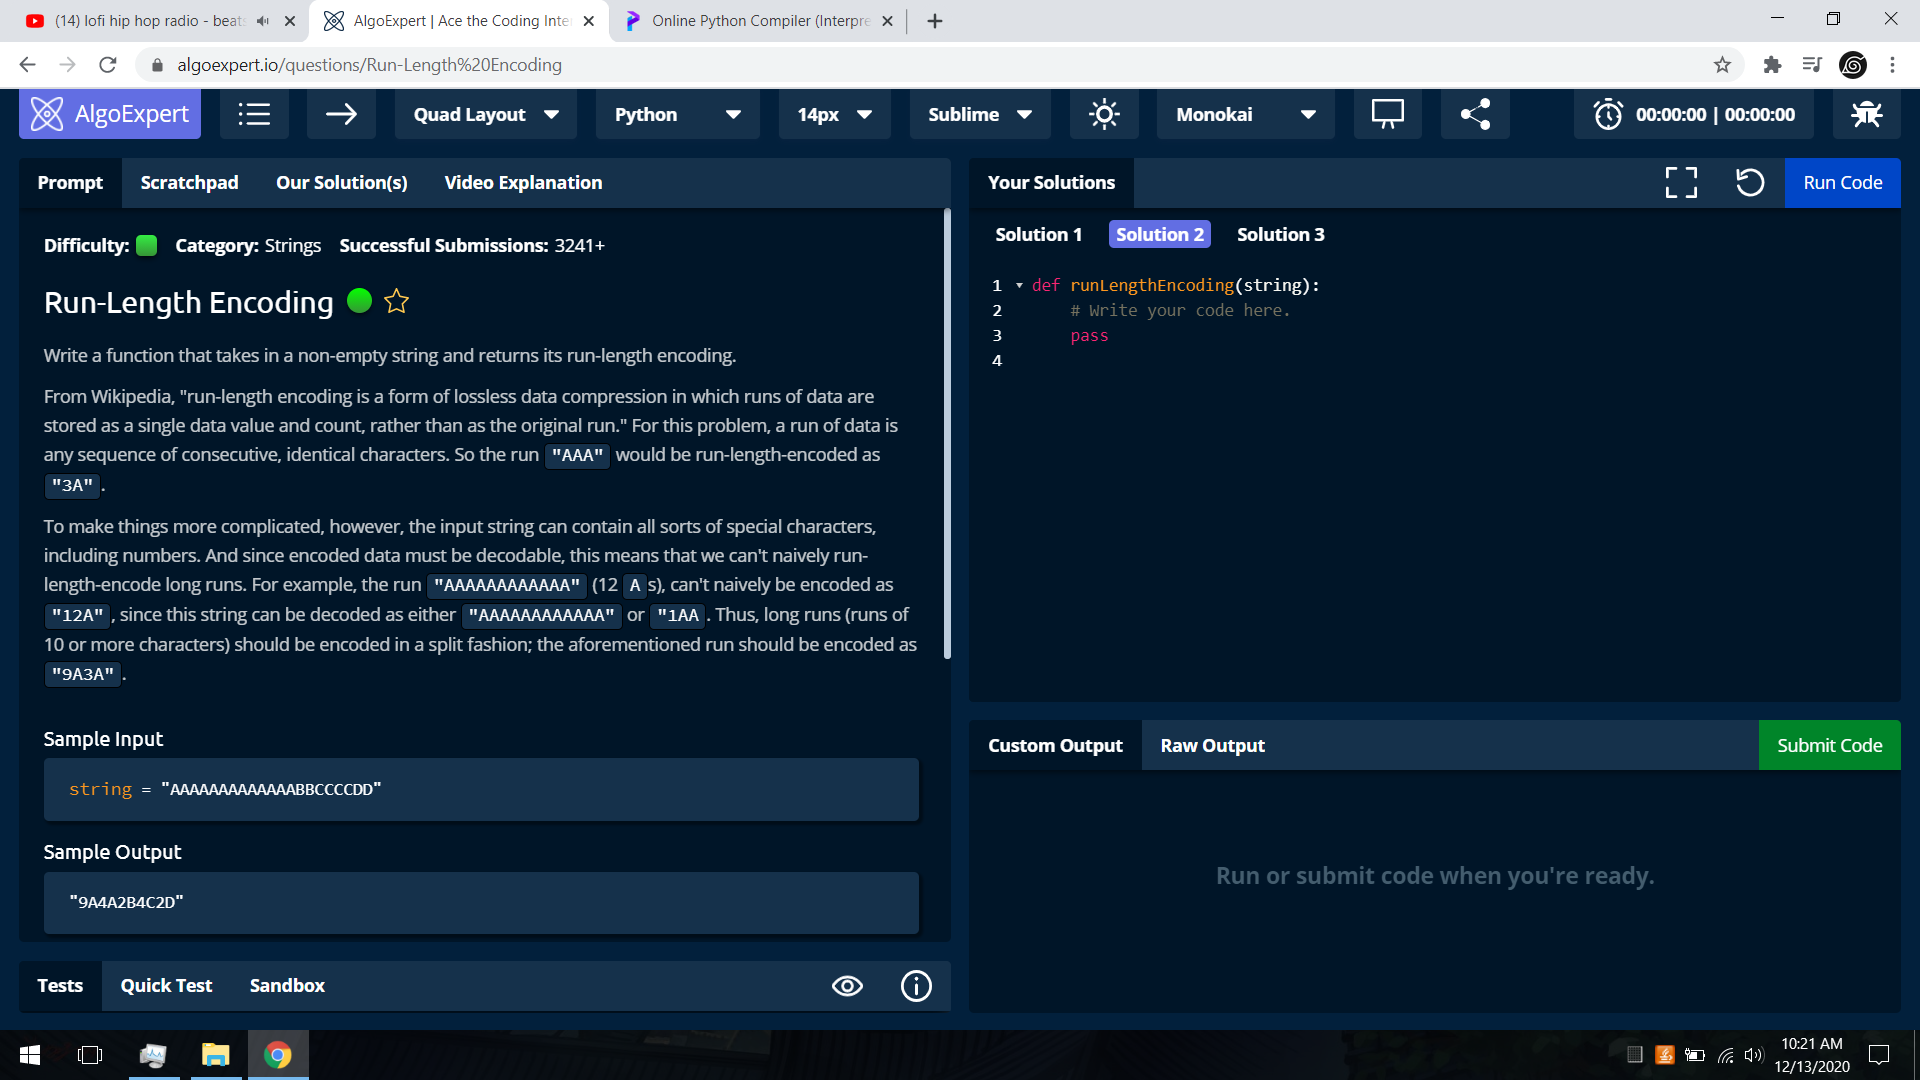 (14) lofi hip hop radio - beats
AlgoExpert | Ace the Coding Inte
Online Python Compiler (Interpre
algoexpert.io/questions/Run-Length%20Encoding
AlgoExpert
Quad Layout
Python
14px
Sublime
Monokai
00:00:00 | 00:00:00
Prompt
Scratchpad
Our Solution(s)
Video Explanation
Difficulty: Category: Strings Successful Submissions: 3241+
Run-Length Encoding
Write a function that takes in a non-empty string and returns its run-length encoding.
From Wikipedia, "run-length encoding is a form of lossless data compression in which runs of data are
stored as a single data value and count, rather than as the original run." For this problem, a run of data is
any sequence of consecutive, identical characters. So the run "AAA" would be run-length-encoded as
"3A" .
To make things more complicated, however, the input string can contain all sorts of special characters,
including numbers. And since encoded data must be decodable, this means that we can't naively run-
length-encode long runs. For example, the run "AAAAAAAAAAAA" (12 A s), can't naively be encoded as
"12A" , since this string can be decoded as either "AAAAAAAAAAAA" or "1AA . Thus, long runs (runs of
10 or more characters) should be encoded in a split fashion; the aforementioned run should be encoded as
"9A3A" .
Sample Input
string = "AAAAAAAAAAAAABBCCCCDD"
Sample Output
"9A4A2B4C2D"
Tests
Quick Test
Sandbox
Your Solutions
Run Code
Solution 1
Solution 2
Solution 3
1 def runLengthEncoding(string):
2 # Write your code here.
3 pass
4
Custom Output
Raw Output
Submit Code
Run or submit code when you're ready.
10:21 AM
12/13/2020